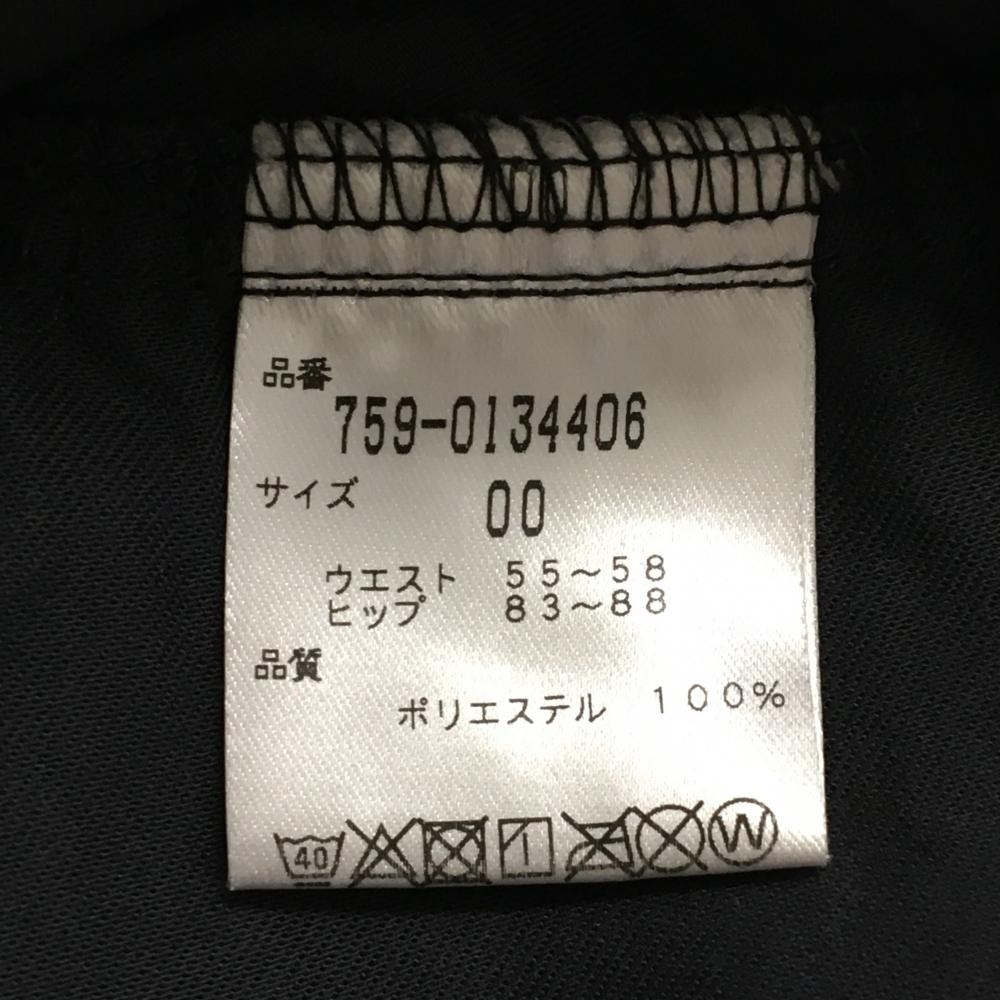 品番
759-0134406
サイズ 00
ウエスト 55~58
ヒップ 83~88
品質
ポリエステル 100%
40 W